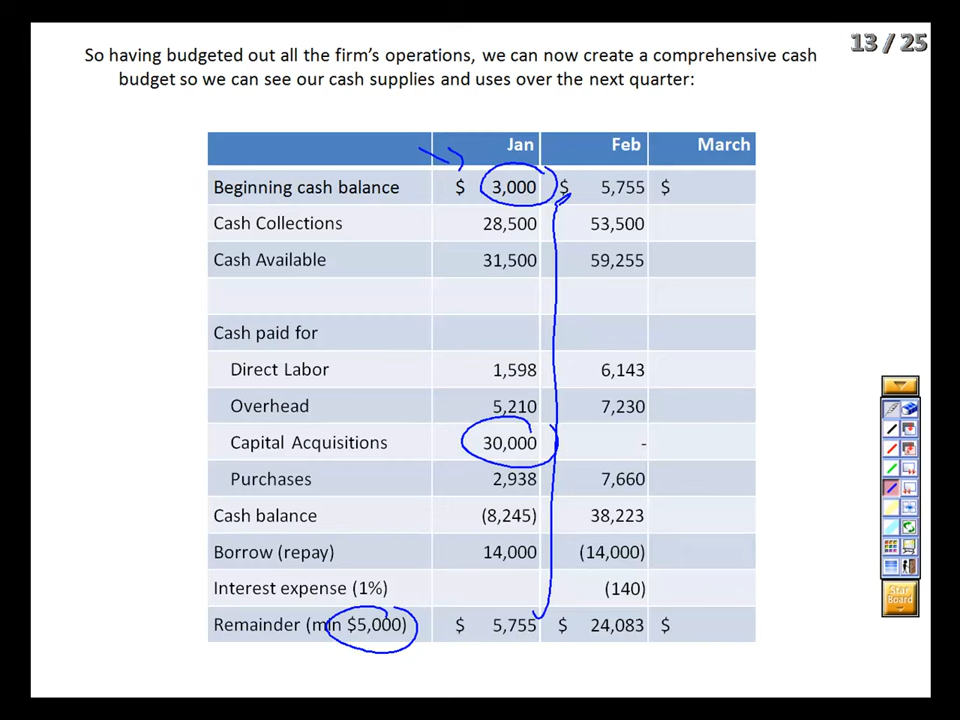 13 / 25
So having budgeted out all the firm's operations, we can now create a comprehensive cash
budget so we can see our cash supplies and uses over the next quarter:
Jan Feb March
Beginning cash balance $ 3,000 $ 5,755 $
Cash Collections 28,500 53,500
Cash Available 31,500 59,255
Cash paid for
Direct Labor 1,598 6,143
Overhead 5,210 7,230
Capital Acquisitions 30,000 -
Purchases 2,938 7,660
Cash balance (8,245) 38,223
Borrow (repay) 14,000 (14,000)
Interest expense (1%) (140)
Remainder (min $5,000) $ 5,755 $ 24,083 $
Star
Board